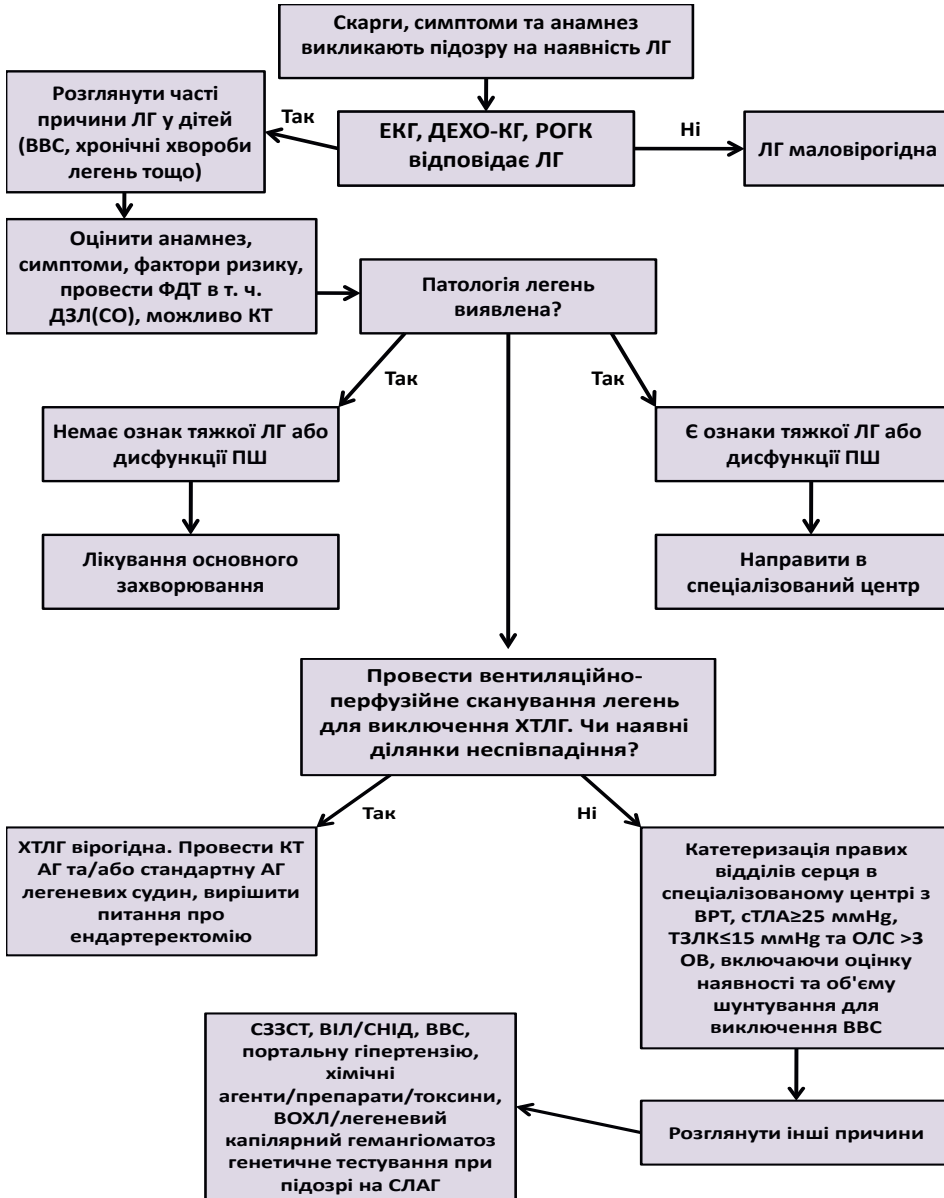 Скарги, симптоми та анамнез
викликають підозру на наявність ЛГ
Розглянути часті
причини ЛГ у дітей
(ВВС, хронічні хвороби
легень тощо)
Так
ЕКГ, ДЕХО-КГ, РОГК
відповідає ЛГ
Ні
ЛГ маловірогідна
Оцінити анамнез,
симптоми, фактори ризику,
провести ФДТ в т. ч.
ДЗЛ(СО), можливо КТ
Патологія легень
виявлена?
Так
Так
Немає ознак тяжкої ЛГ або
дисфункції ПШ
Є ознаки тяжкої ЛГ або
дисфункції ПШ
Лікування основного
захворювання
Направити в
спеціалізований центр
Провести вентиляційно-
перфузійне сканування легень
для виключення ХТЛГ. Чи наявні
ділянки неспівпадіння?
Так
Ні
ХТЛГ вірогідна. Провести КТ
АГ та/або стандартну АГ
легеневих судин, вирішити
питання про
ендартеректомію
Катетеризація правих
відділів серця в
спеціалізованому центрі з
ВРТ, сТЛА≥25 ммHg,
ТЗЛК≤15 ммHg та ОЛС >3
ОВ, включаючи оцінку
наявності та об'єму
шунтування для
виключення ВВС
СЗЗСТ, ВІЛ/СНІД, ВВС,
портальну гіпертензію,
хімічні
агенти/препарати/токсини,
ВОХЛ/легеневий
капілярний гемангіоматоз
генетичне тестування при
підозрі на СЛАГ
Розглянути інші причини